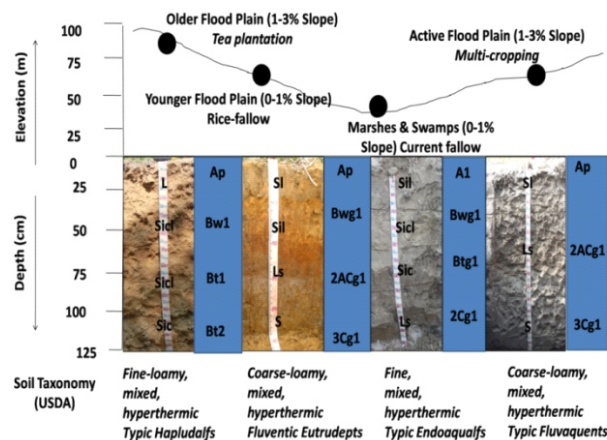 Elevation (m)
100
75
50
25
0
Older Flood Plain (1-3% Slope)
Tea plantation
Active Flood Plain (1-3% Slope)
Multi-cropping
Younger Flood Plain (0-1% Slope)
Rice-fallow
Marshes & Swamps (0-1%
Slope) Current fallow
Depth (cm)
25
50
75
100
125
L
Sicl
Sicl
Sic
Ap
Bw1
Bt1
Bt2
Sl
Sil
Ls
S
Ap
Bwg1
2ACg1
3Cg1
Sil
Sicl
Sic
Ls
A1
Bwg1
Btg1
2Cg1
Sl
Ls
S
Ap
2ACg1
3Cg1
Soil Taxonomy
(USDA)
Fine-loamy,
mixed,
hyperthermic
Typic Hapludalfs
Coarse-loamy,
mixed,
hyperthermic
Fluventic Eutrudepts
Fine,
mixed,
hyperthermic
Typic Endoaqualfs
Coarse-loamy,
mixed,
hyperthermic
Typic Fluvaquents